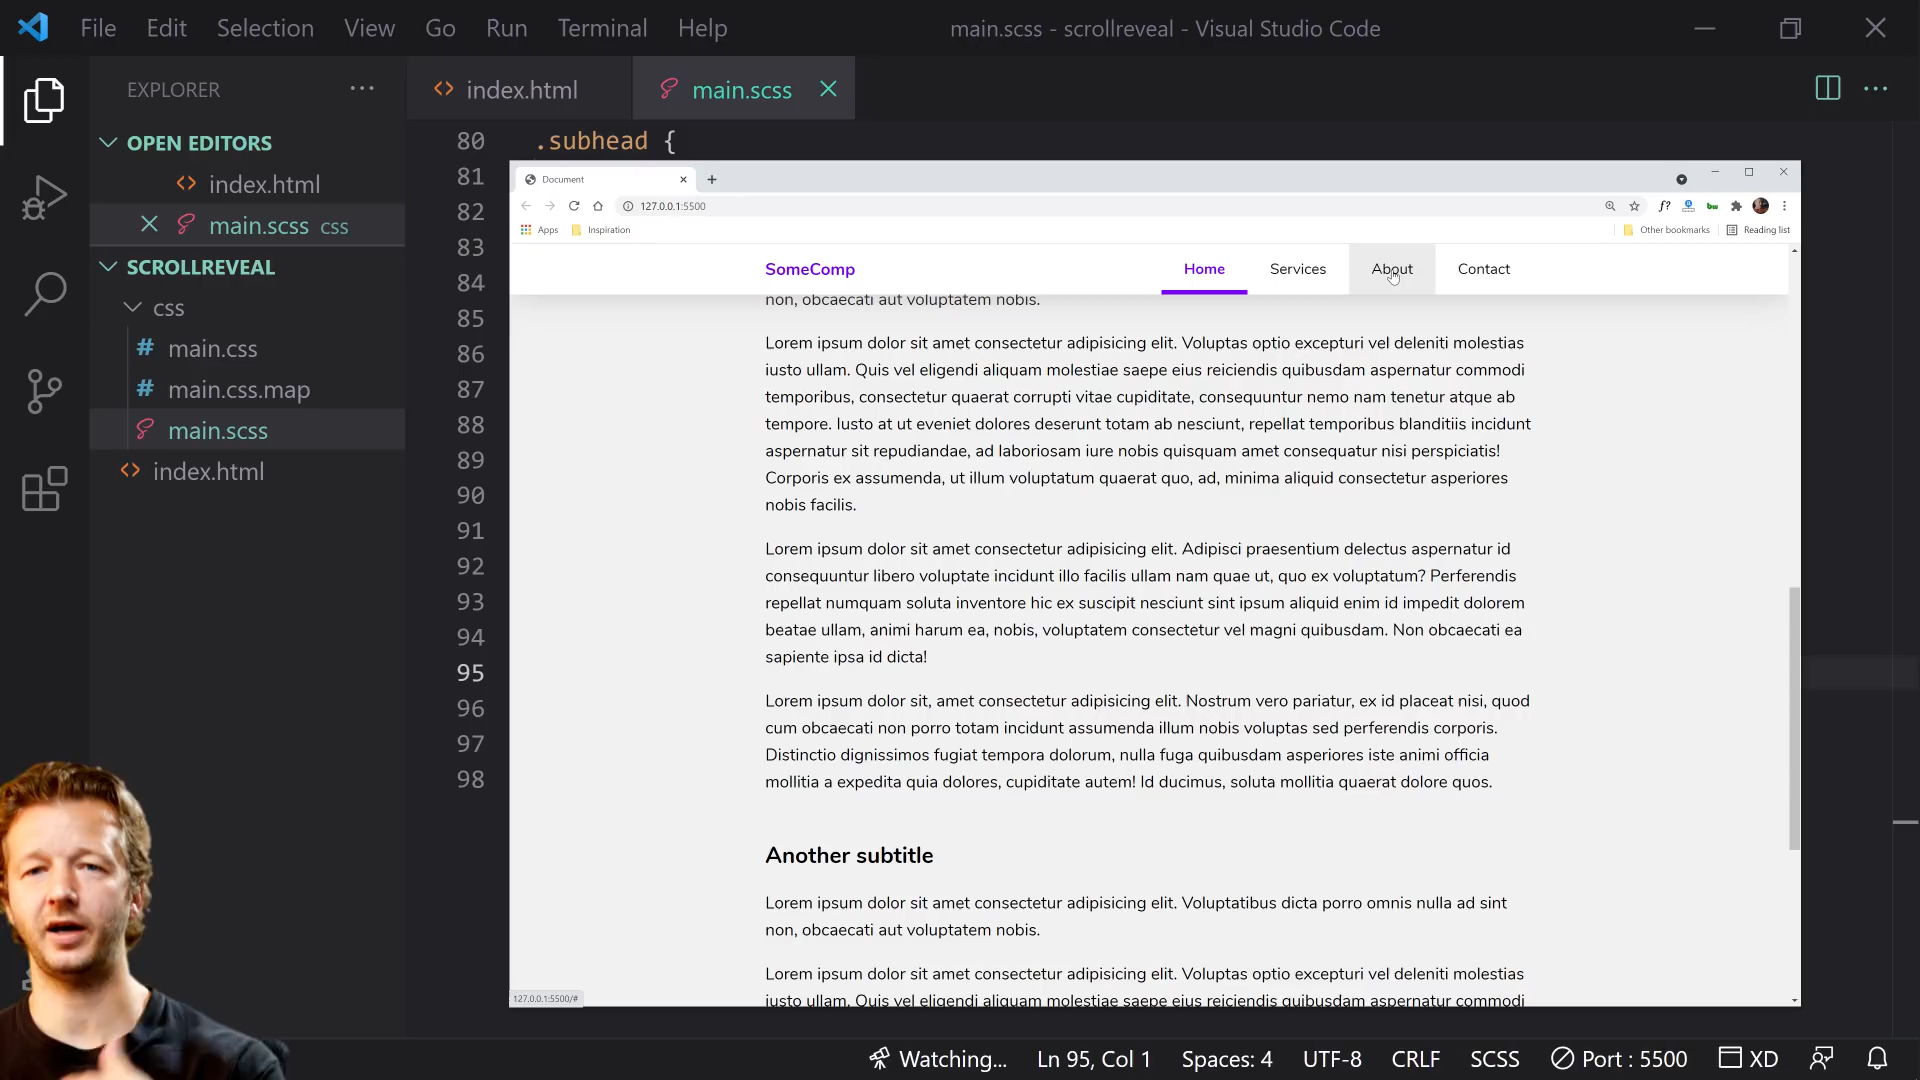 File Edit Selection View Go Run Terminal Help
main.scss - scrollreveal - Visual Studio Code
EXPLORER
index.html
main.scss
OPEN EDITORS
index.html
main.scss css
SCROLLREVEAL
css
main.css
main.css.map
main.scss
index.html
80 .subhead {
81
82
83
84
85
86
87
88
89
90
91
92
93
94
95
96
97
98
Document
127.0.0.1:5500
f?
Apps Inspiration Other bookmarks Reading list
SomeComp Home Services About Contact
non, obcaecati aut voluptatem nobis.
Lorem ipsum dolor sit amet consectetur adipisicing elit. Voluptas optio excepturi vel deleniti molestias
iusto ullam. Quis vel eligendi aliquam molestiae saepe eius reiciendis quibusdam aspernatur commodi
temporibus, consectetur quaerat corrupti vitae cupiditate, consequuntur nemo nam tenetur atque ab
tempore. Iusto at ut eveniet dolores deserunt totam ab nesciunt, repellat temporibus blanditiis incidunt
aspernatur sit repudiandae, ad laboriosam iure nobis quisquam amet consequatur nisi perspiciatis!
Corporis ex assumenda, ut illum voluptatum quaerat quo, ad, minima aliquid consectetur asperiores
nobis facilis.
Lorem ipsum dolor sit amet consectetur adipisicing elit. Adipisci praesentium delectus aspernatur id
consequuntur libero voluptate incidunt illo facilis ullam nam quae ut, quo ex voluptatum? Perferendis
repellat numquam soluta inventore hic ex suscipit nesciunt sint ipsum aliquid enim id impedit dolorem
beatae ullam, animi harum ea, nobis, voluptatem consectetur vel magni quibusdam. Non obcaecati ea
sapiente ipsa id dicta!
Lorem ipsum dolor sit, amet consectetur adipisicing elit. Nostrum vero pariatur, ex id placeat nisi, quod
cum obcaecati non porro totam incidunt assumenda illum nobis voluptas sed perferendis corporis.
Distinctio dignissimos fugiat tempora dolorum, nulla fuga quibusdam asperiores iste animi officia
mollitia a expedita quia dolores, cupiditate autem! Id ducimus, soluta mollitia quaerat dolore quos.
Another subtitle
Lorem ipsum dolor sit amet consectetur adipisicing elit. Voluptatibus dicta porro omnis nulla ad sint
non, obcaecati aut voluptatem nobis.
Lorem ipsum dolor sit amet consectetur adipisicing elit. Voluptas optio excepturi vel deleniti molestias
iusto ullam. Quis vel eligendi aliquam molestiae saepe eius reiciendis quibusdam aspernatur commodi
127.0.0.1:5500/#
Watching... Ln 95, Col 1 Spaces: 4 UTF-8 CRLF SCSS Port : 5500 XD